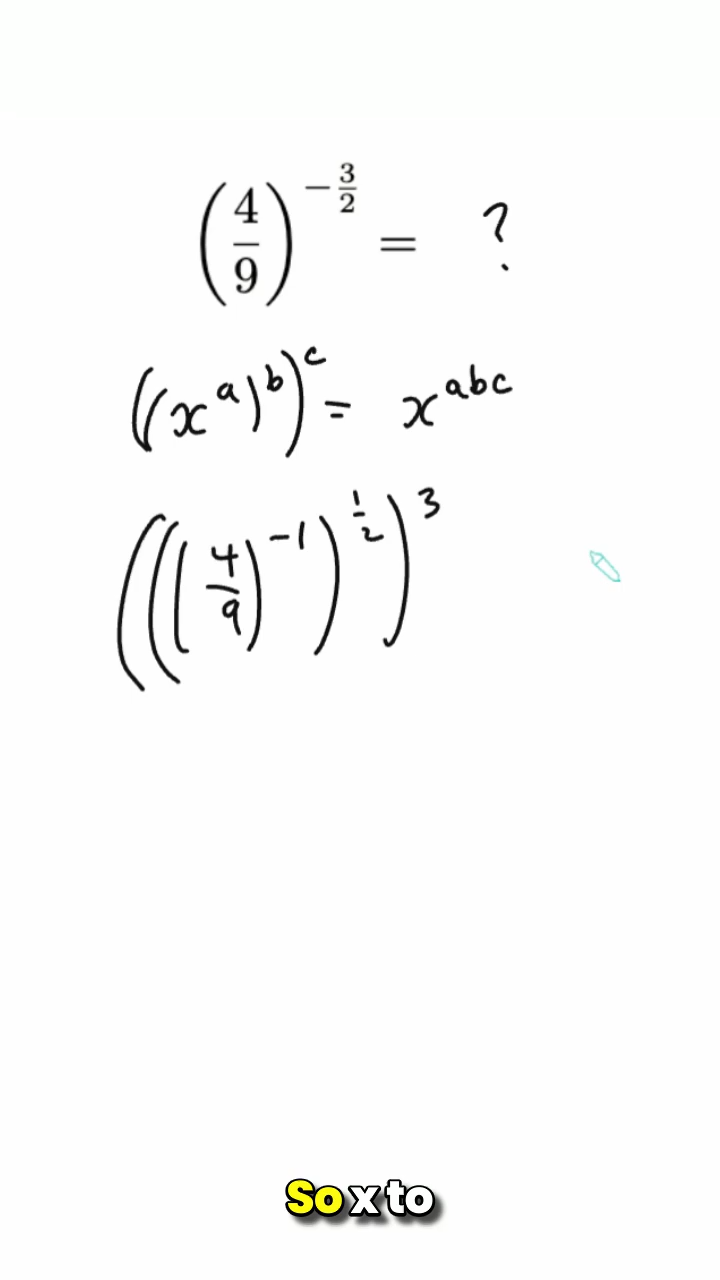 (4/9)^(-3/2) = ?
((x^a)^b)^c = x^abc
(((4/9)^-1)^1/2)^3
So x to